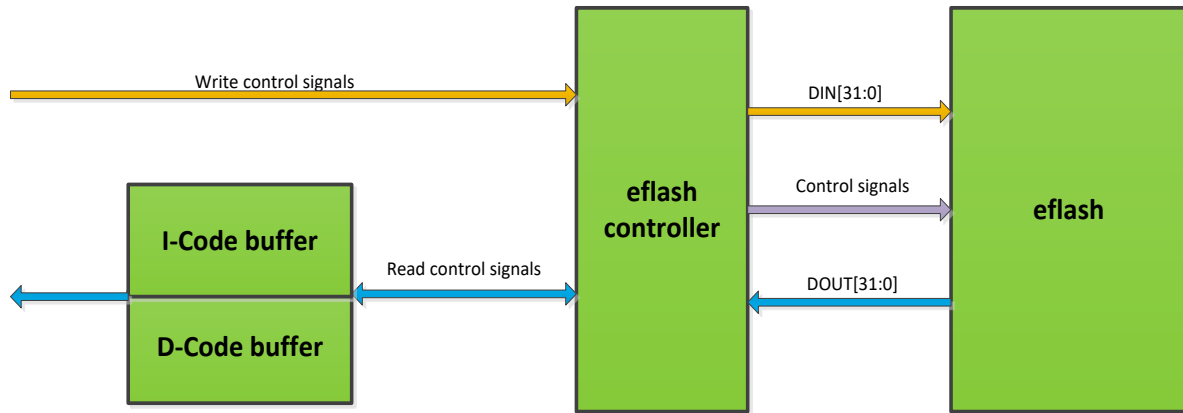 Write control signals
DIN[31:0]
eflash
controller
Control signals
eflash
I-Code buffer
Read control signals
DOUT[31:0]
D-Code buffer